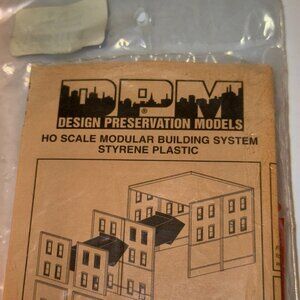 DPM
®
DESIGN PRESERVATION MODELS
HO SCALE MODULAR BUILDING SYSTEM
STYRENE PLASTIC